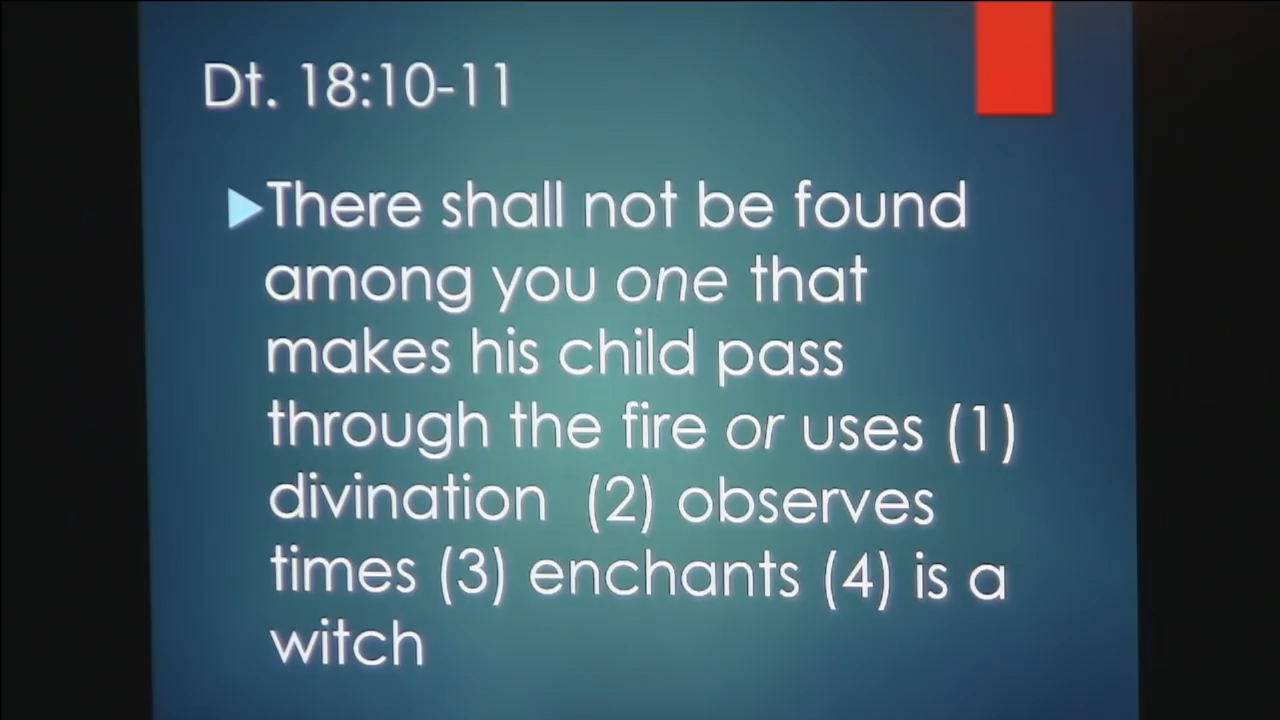 Dt. 18:10-11
There shall not be found
among you one that
makes his child pass
through the fire or uses (1)
divination (2) observes
times (3) enchants (4) is a
witch